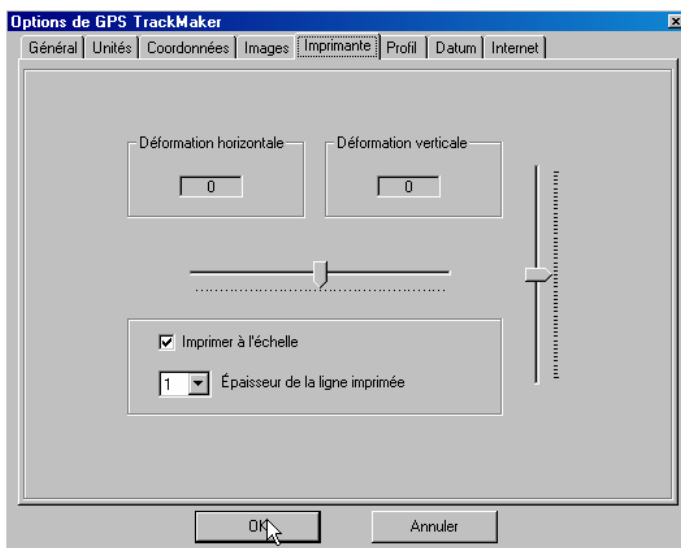 Options de GPS TrackMaker
Général Unités Coordonnées Images Imprimante Profil Datum Internet
Déformation horizontale Déformation verticale
0 0
Imprimer à l'échelle
1 Épaisseur de la ligne imprimée
OK Annuler